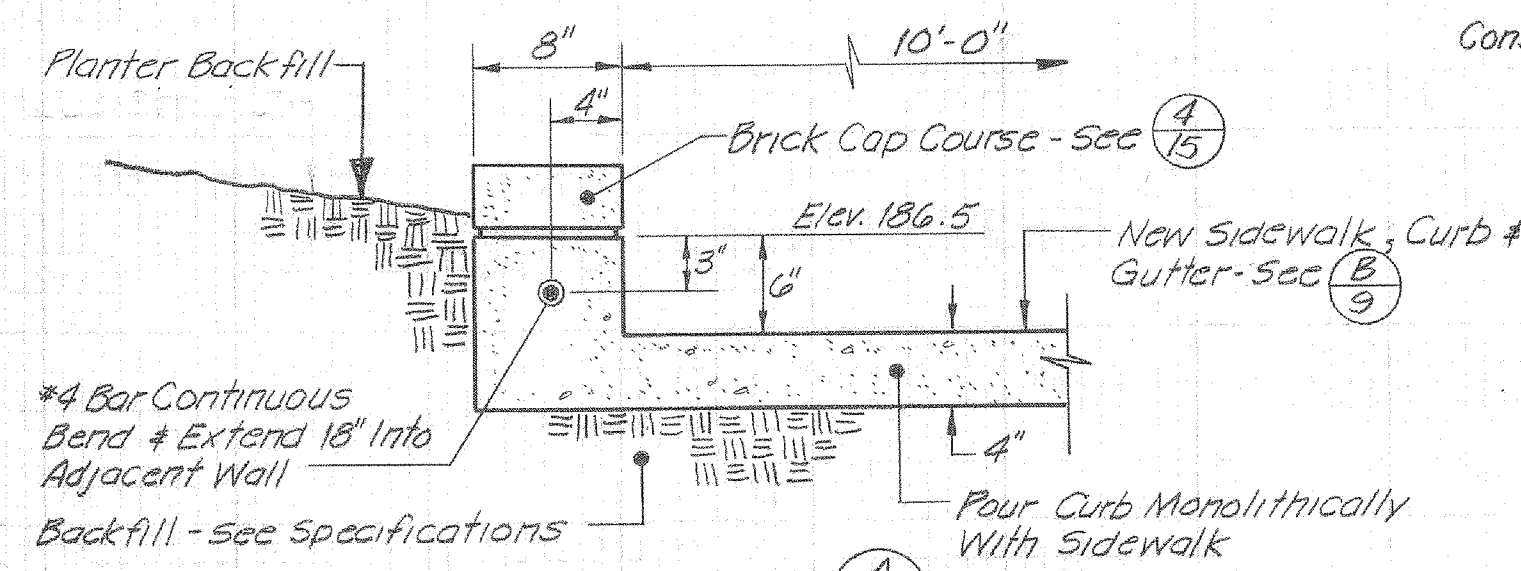 Planter Backfill
8"
10'-0"
4"
Brick Cap Course - See 4/15
Elev. 186.5
3"
6"
New Sidewalk, Curb &
Gutter - See B/9
#4 Bar Continuous
Bend & Extend 18" Into
Adjacent Wall
4"
Backfill - See Specifications
Pour Curb Monolithically
With Sidewalk